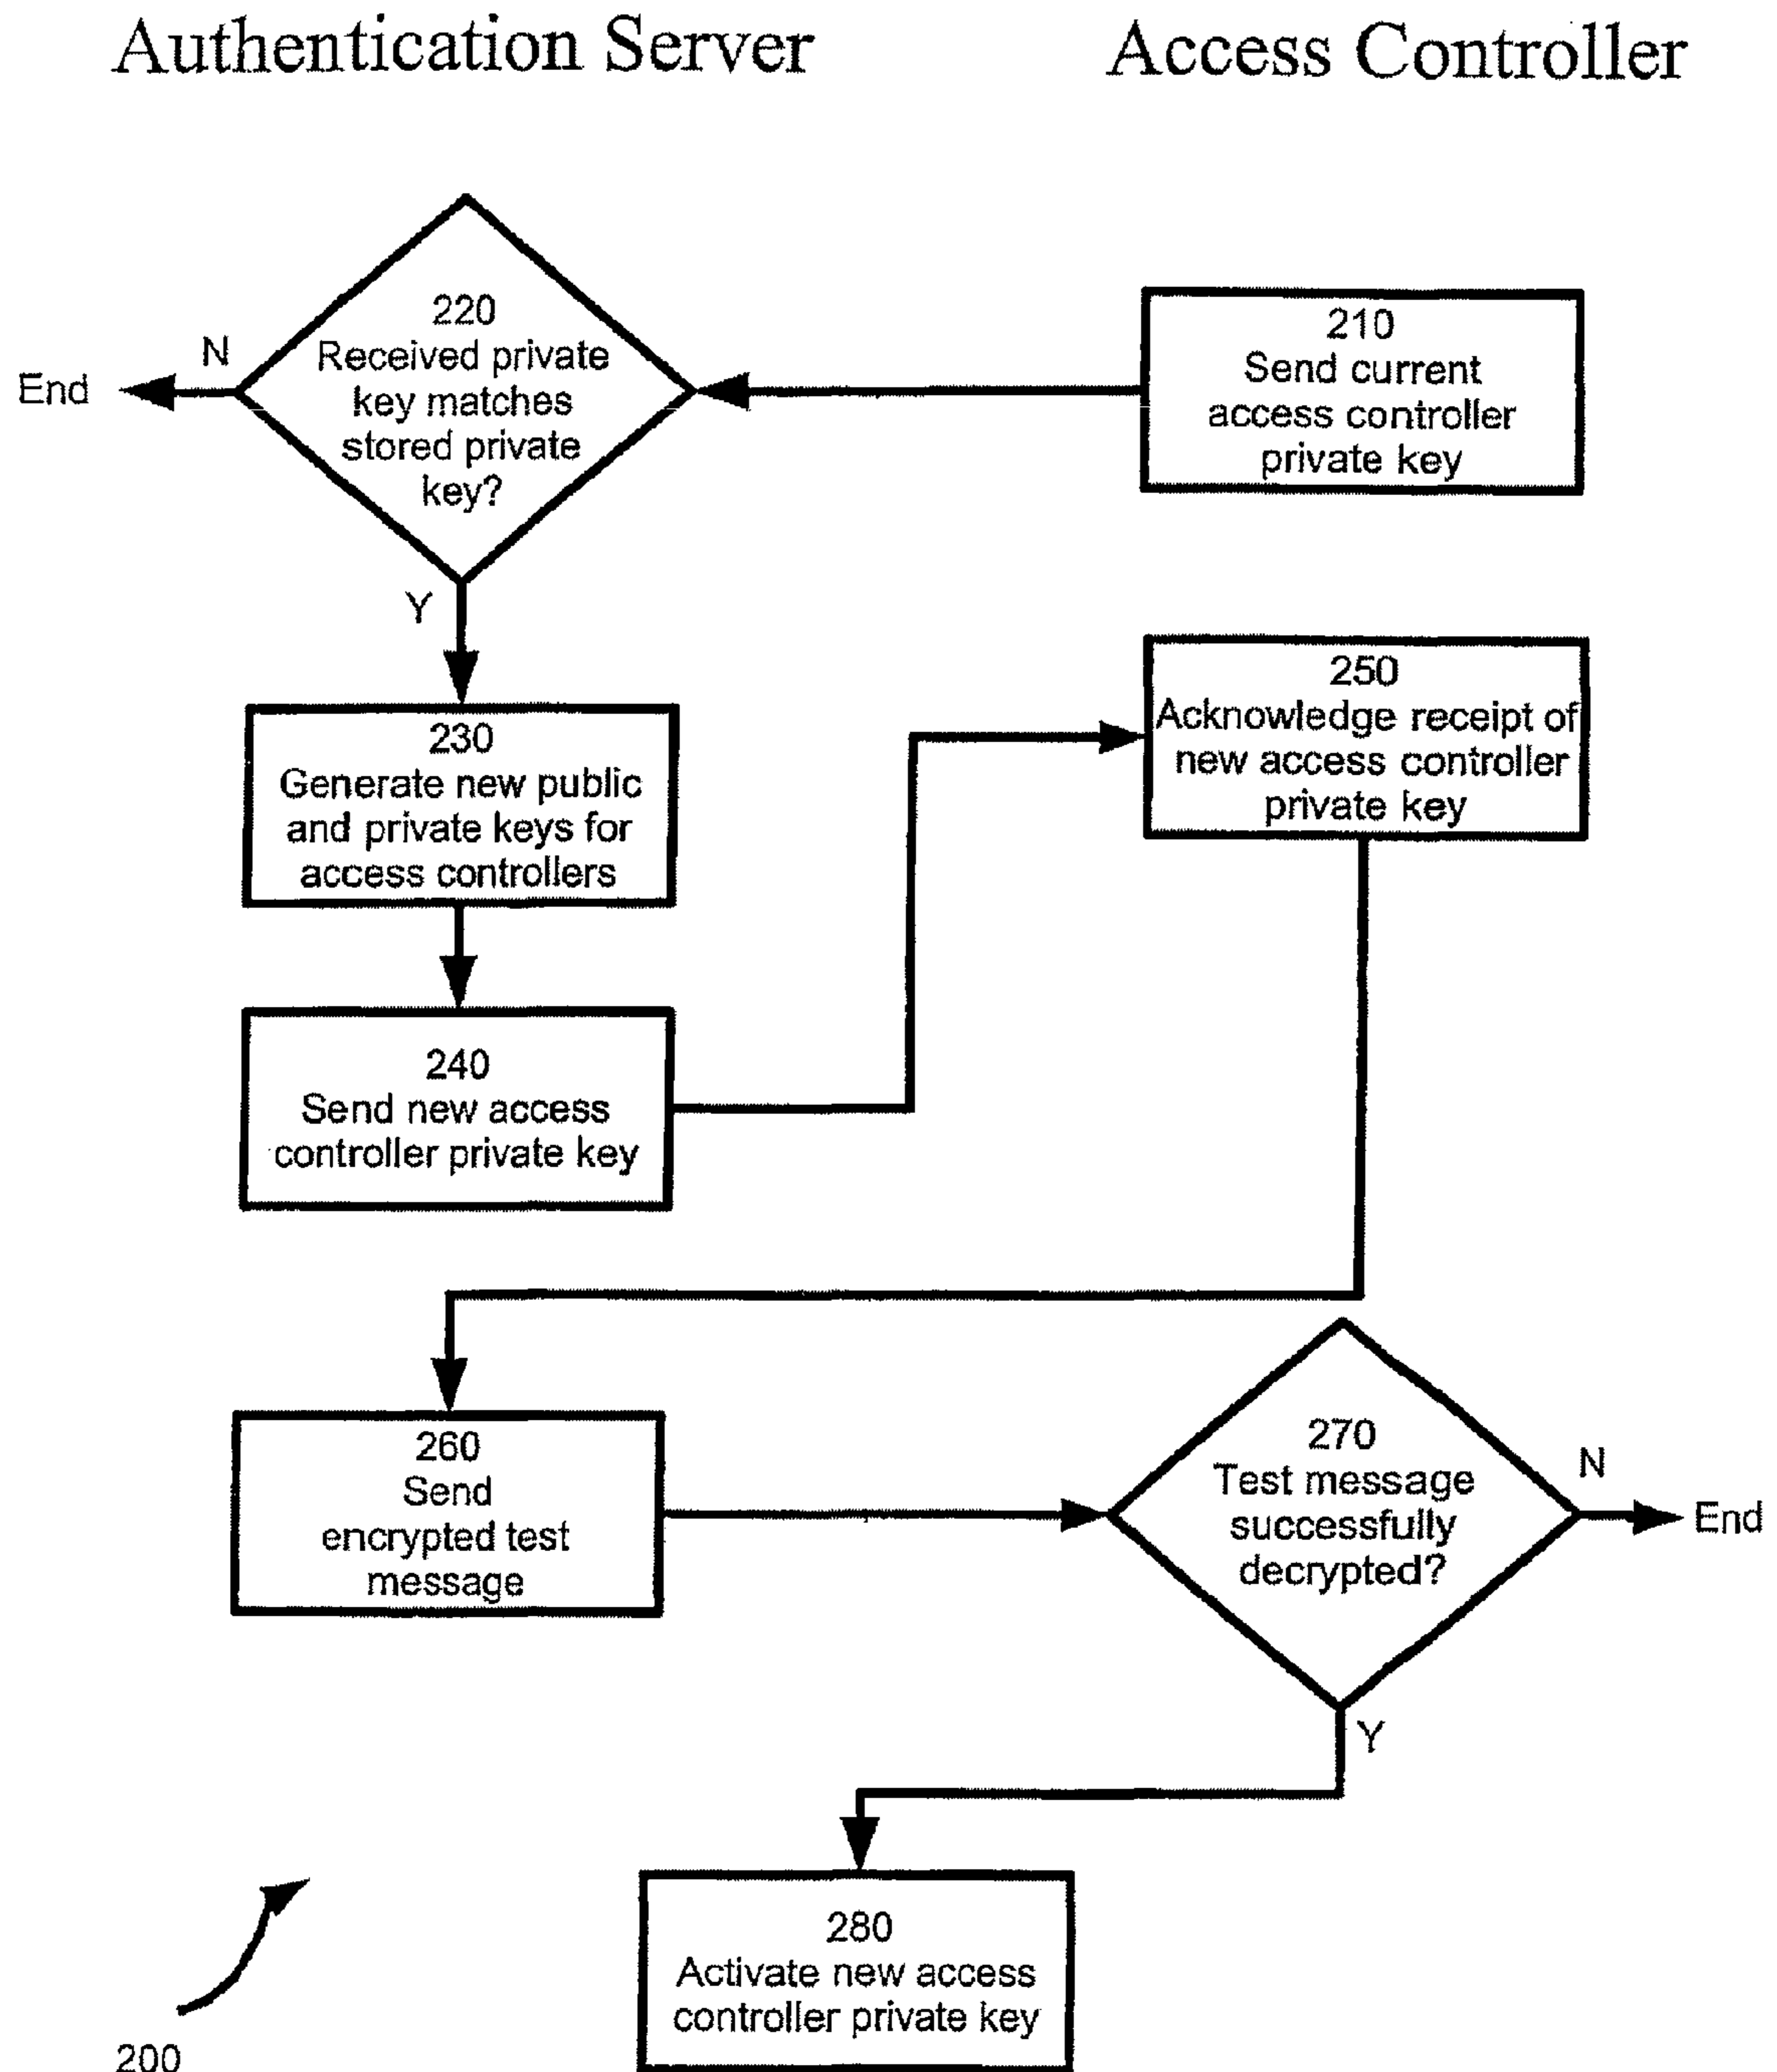 Authentication Server
Access Controller
220
Received private
key matches
stored private
key?
N
End
Y
210
Send current
access controller
private key
230
Generate new public
and private keys for
access controllers
250
Acknowledge receipt of
new access controller
private key
240
Send new access
controller private key
260
Send
encrypted test
message
270
Test message
successfully
decrypted?
N
End
Y
280
Activate new access
controller private key
200